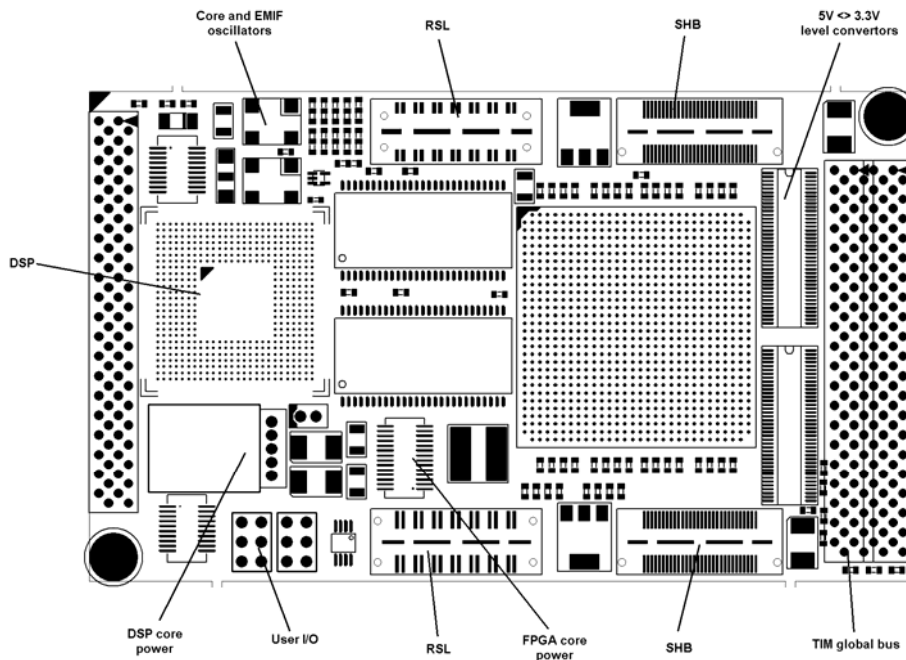 Core and EMIF
oscillators
RSL
SHB
5V <> 3.3V
level convertors
DSP
DSP core
power
User I/O
RSL
FPGA core
power
SHB
TIM global bus